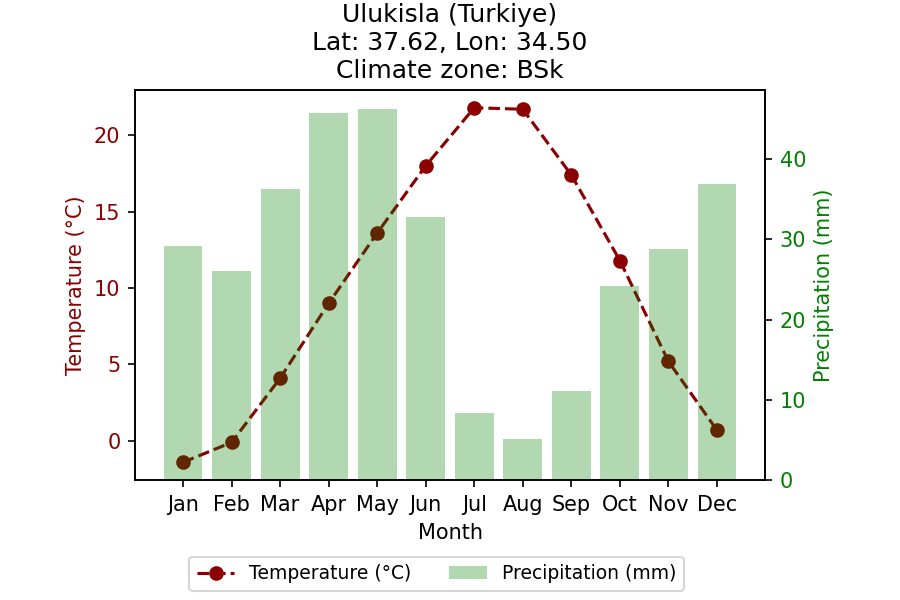 Ulukisla (Turkiye)
Lat: 37.62, Lon: 34.50
Climate zone: BSk
Temperature (°C)
20
15
10
5
0
Precipitation (mm)
40
30
20
10
0
Jan Feb Mar Apr May Jun Jul Aug Sep Oct Nov Dec
Month
Temperature (°C) Precipitation (mm)